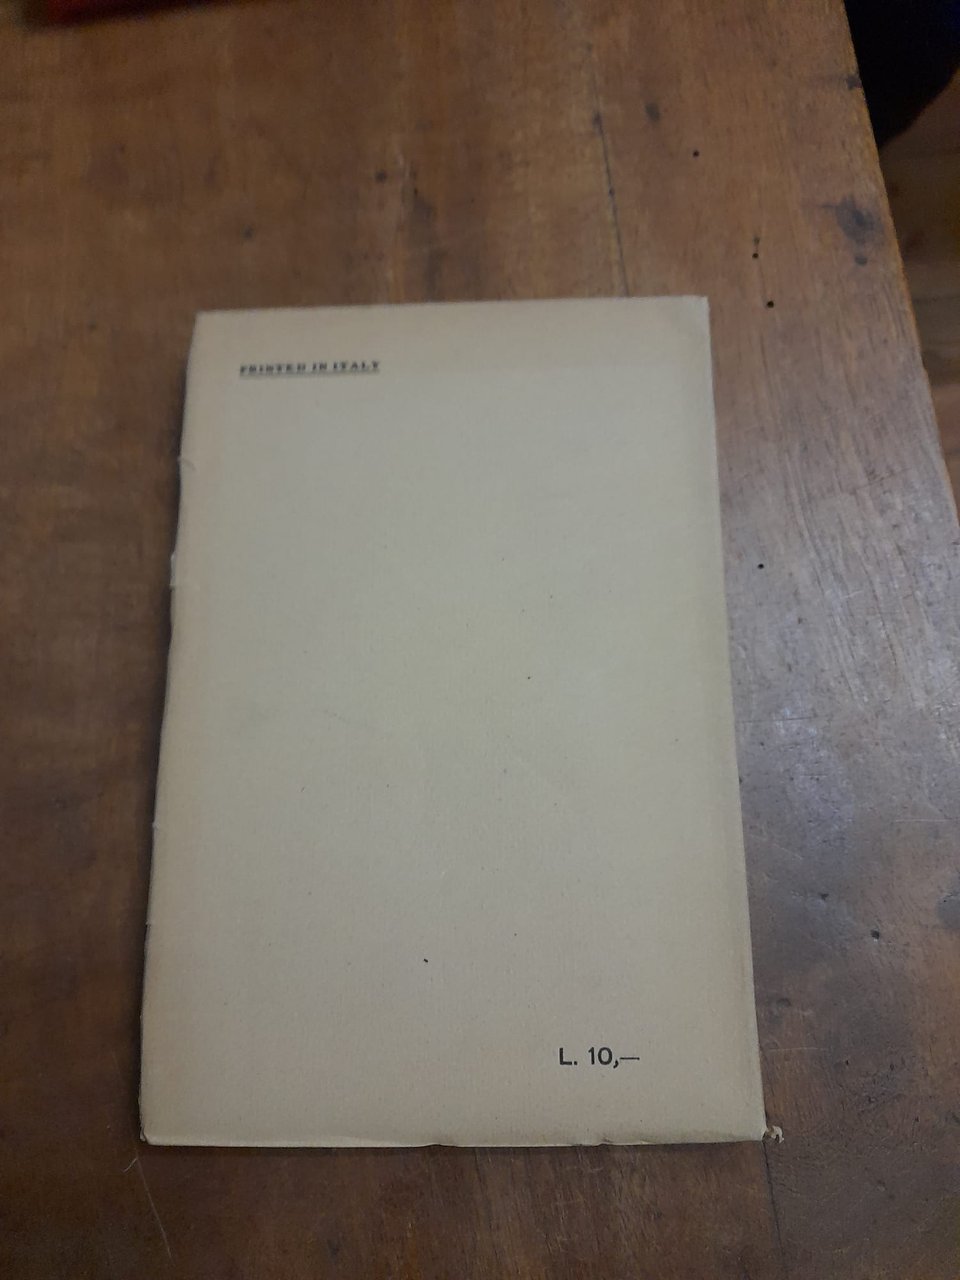 PRINTED IN ITALY
L. 10,—